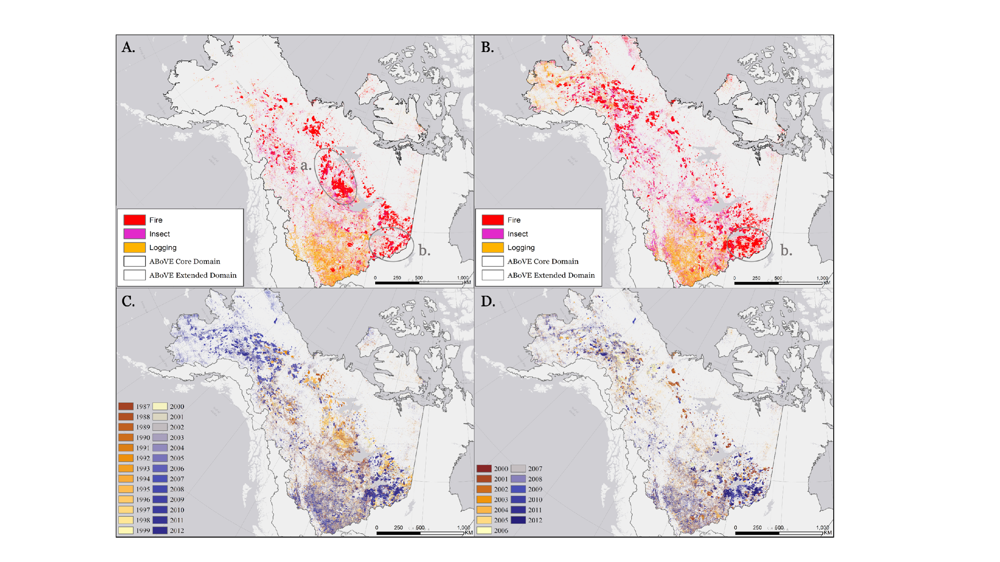 A.
a.
b.
Fire
Insect
Logging
ABoVE Core Domain
ABoVE Extended Domain
0 250 500 1,000
KM
CANADA
Edmonton
B.
b.
Fire
Insect
Logging
ABoVE Core Domain
ABoVE Extended Domain
0 250 500 1,000
KM
CANADA
Edmonton
C.
1987 2000
1988 2001
1989 2002
1990 2003
1991 2004
1992 2005
1993 2006
1994 2007
1995 2008
1996 2009
1997 2010
1998 2011
1999 2012
0 250 500 1,000
KM
D.
2000 2007
2001 2008
2002 2009
2003 2010
2004 2011
2005 2012
2006
0 250 500 1,000
KM